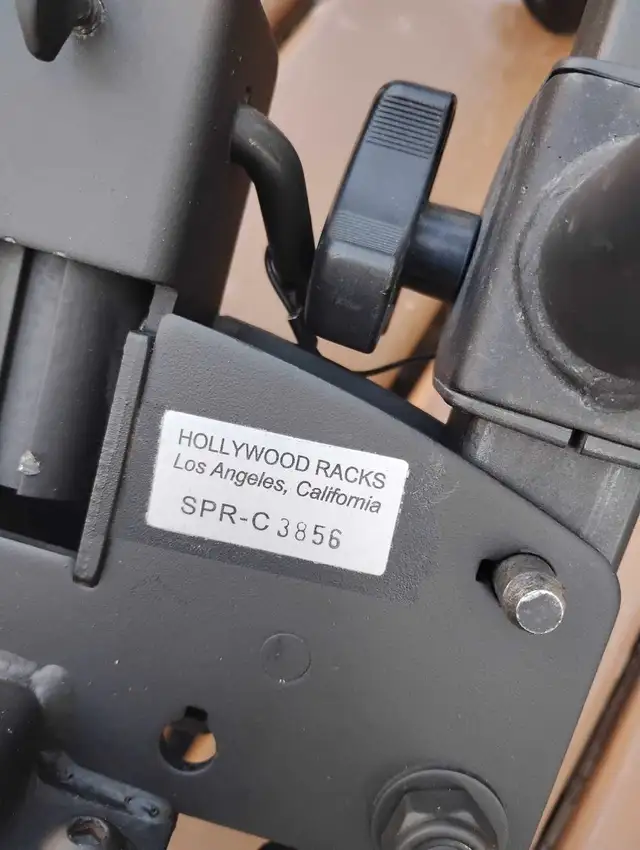 HOLLYWOOD RACKS
Los Angeles, California
SPR-C 3856